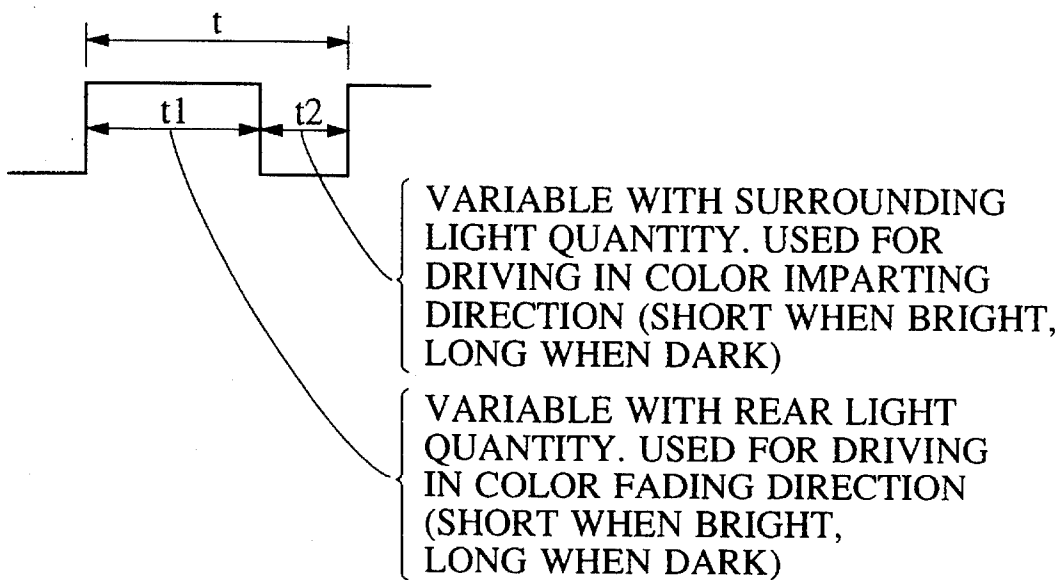 t
t1 t2
VARIABLE WITH SURROUNDING
LIGHT QUANTITY. USED FOR
DRIVING IN COLOR IMPARTING
DIRECTION (SHORT WHEN BRIGHT,
LONG WHEN DARK)
VARIABLE WITH REAR LIGHT
QUANTITY. USED FOR DRIVING
IN COLOR FADING DIRECTION
(SHORT WHEN BRIGHT,
LONG WHEN DARK)